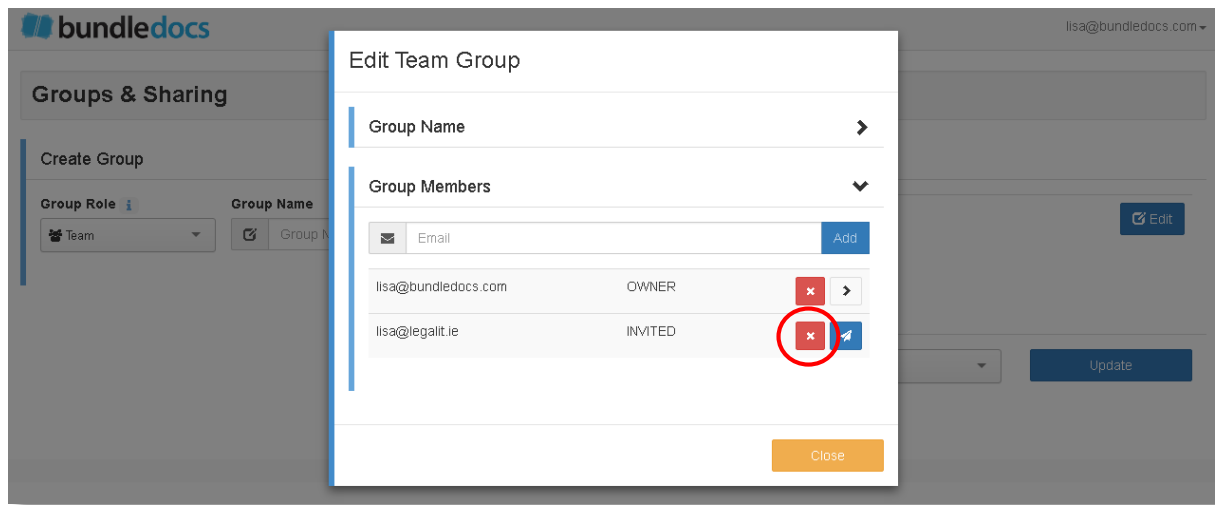 bundledocs
lisa@bundledocs.com
Edit Team Group
Groups & Sharing
Group Name
Create Group
Group Members
Group Role i
Group Name
Edit
Team
Group
Email
Add
lisa@bundledocs.com OWNER
lisa@legalit.ie INVITED
Update
Close